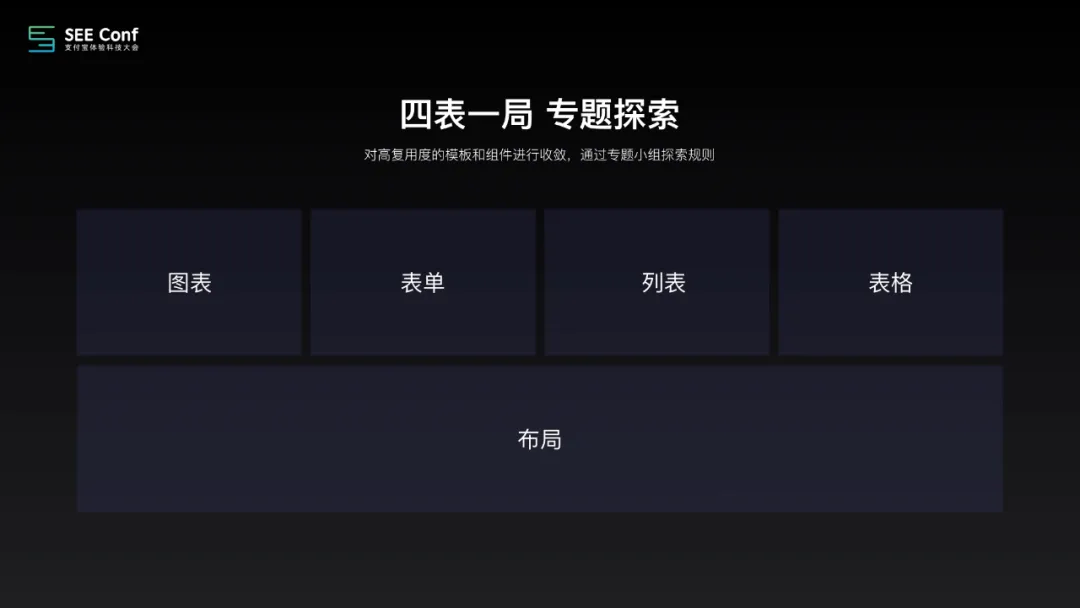 SEE Conf
支付宝体验科技大会
四表一局 专题探索
对高复用度的模板和组件进行收敛，通过专题小组探索规则
图表
表单
列表
表格
布局